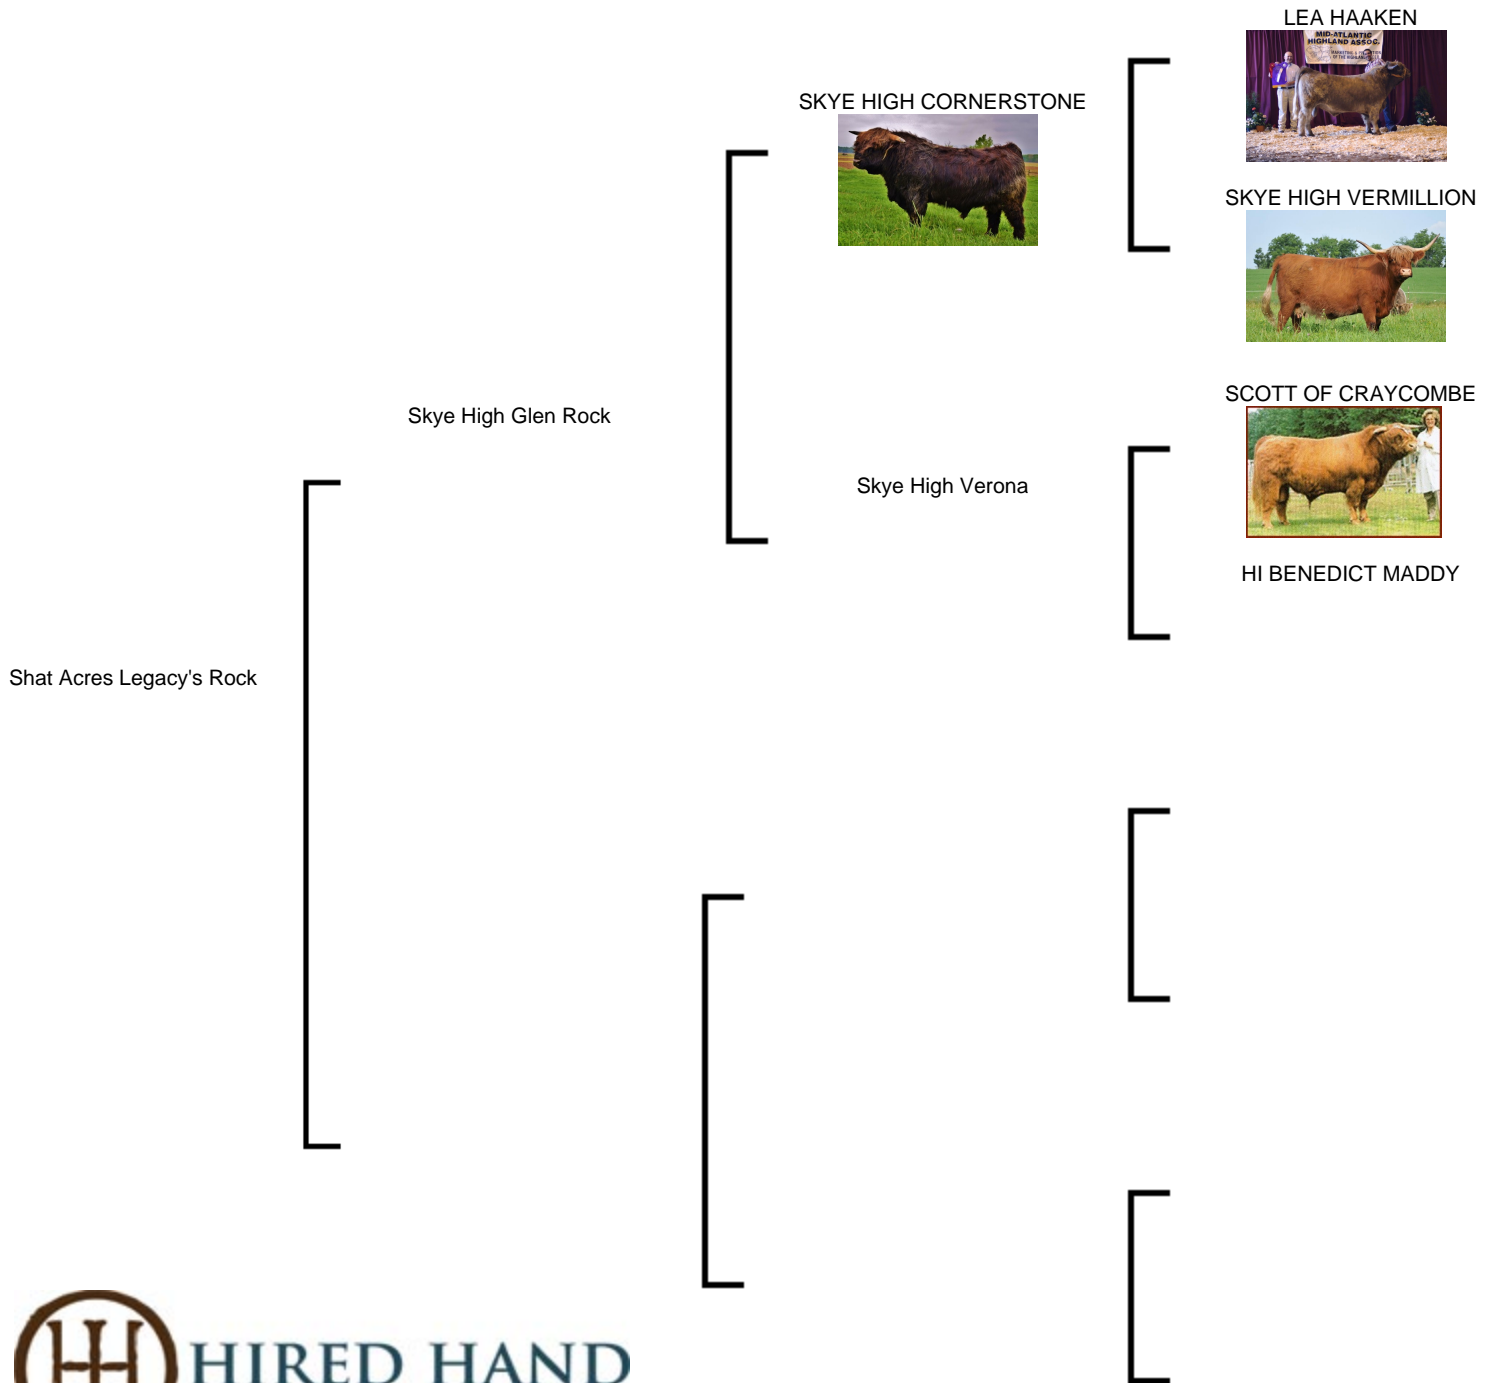 LEA HAAKEN
MID-ATLANTIC
HIGHLAND ASSOC.
SKYE HIGH CORNERSTONE
SKYE HIGH VERMILLION
SCOTT OF CRAYCOMBE
Skye High Glen Rock
Skye High Verona
HI BENEDICT MADDY
Shat Acres Legacy's Rock
HIRED HAND